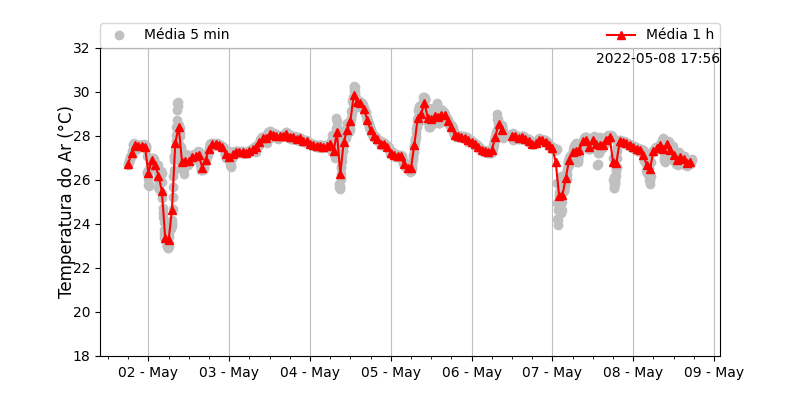 Média 5 min
Média 1 h
2022-05-08 17:56
Temperatura do Ar (°C)
32
30
28
26
24
22
20
18
02 - May
03 - May
04 - May
05 - May
06 - May
07 - May
08 - May
09 - May